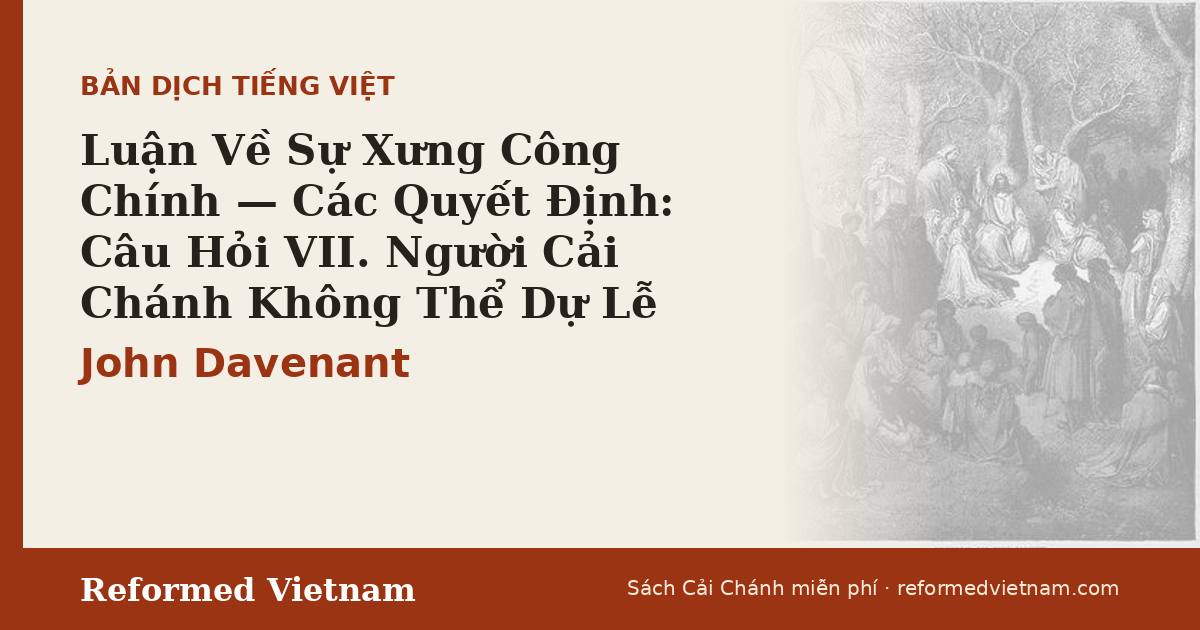 BẢN DỊCH TIẾNG VIỆT
Luận Về Sự Xưng Công
Chính — Các Quyết Định:
Câu Hỏi VII. Người Cải
Chánh Không Thể Dự Lễ
John Davenant
Reformed Vietnam
Sách Cải Chánh miễn phí · reformedvietnam.com